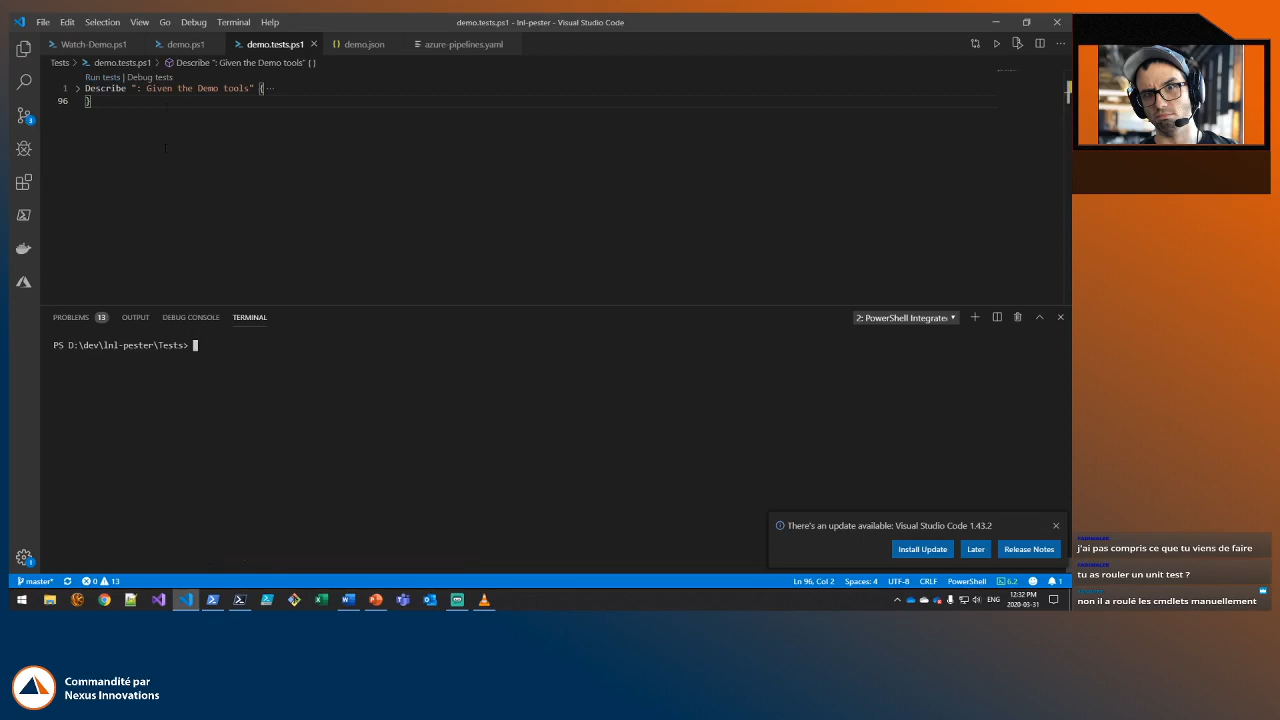 File Edit Selection View Go Debug Terminal Help
demo.tests.ps1 - lnl-pester - Visual Studio Code
Watch-Demo.ps1 demo.ps1 demo.tests.ps1 demo.json azure-pipelines.yaml
Tests > demo.tests.ps1 > Describe ": Given the Demo tools" { }
Run tests | Debug tests
1 Describe ": Given the Demo tools" { ...
96 }
3
PROBLEMS 13 OUTPUT DEBUG CONSOLE TERMINAL
2: PowerShell Integrate
PS D:\dev\lnl-pester\Tests>
There's an update available: Visual Studio Code 1.43.2
Install Update Later Release Notes
1
master* 0 13
Ln 96, Col 2 Spaces: 4 UTF-8 CRLF PowerShell 6.2 1
ENG
12:32 PM
2020-03-31
j'ai pas compris ce que tu viens de faire
tu as rouler un unit test ?
non il a roulé les cmdlets manuellement
Commandité par
Nexus Innovations